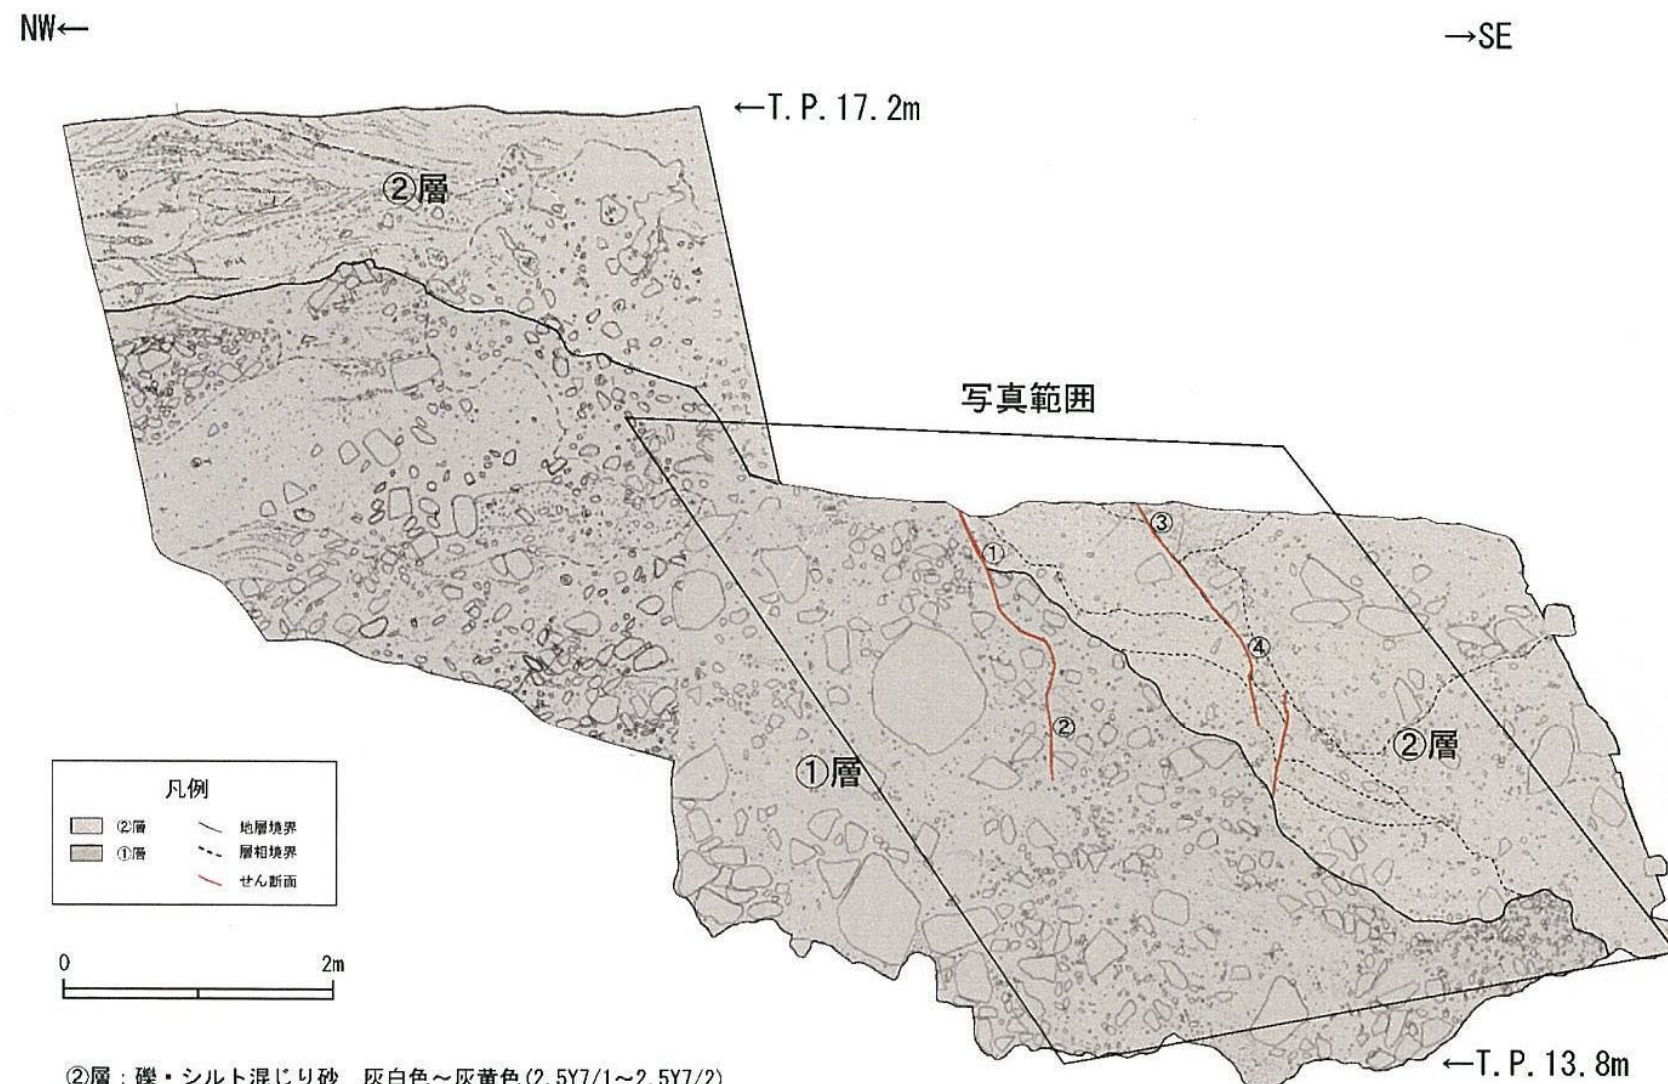 NW←
→SE
←T.P.17.2m
②層
写真範囲
①
③
④
②
②層
①層
凡例
②層 地層境界
①層 層相境界
せん断面
0 2m
←T.P.13.8m
②層：礫・シルト混じり砂 灰白色～灰黄色(2.5Y7/1～2.5Y7/2)